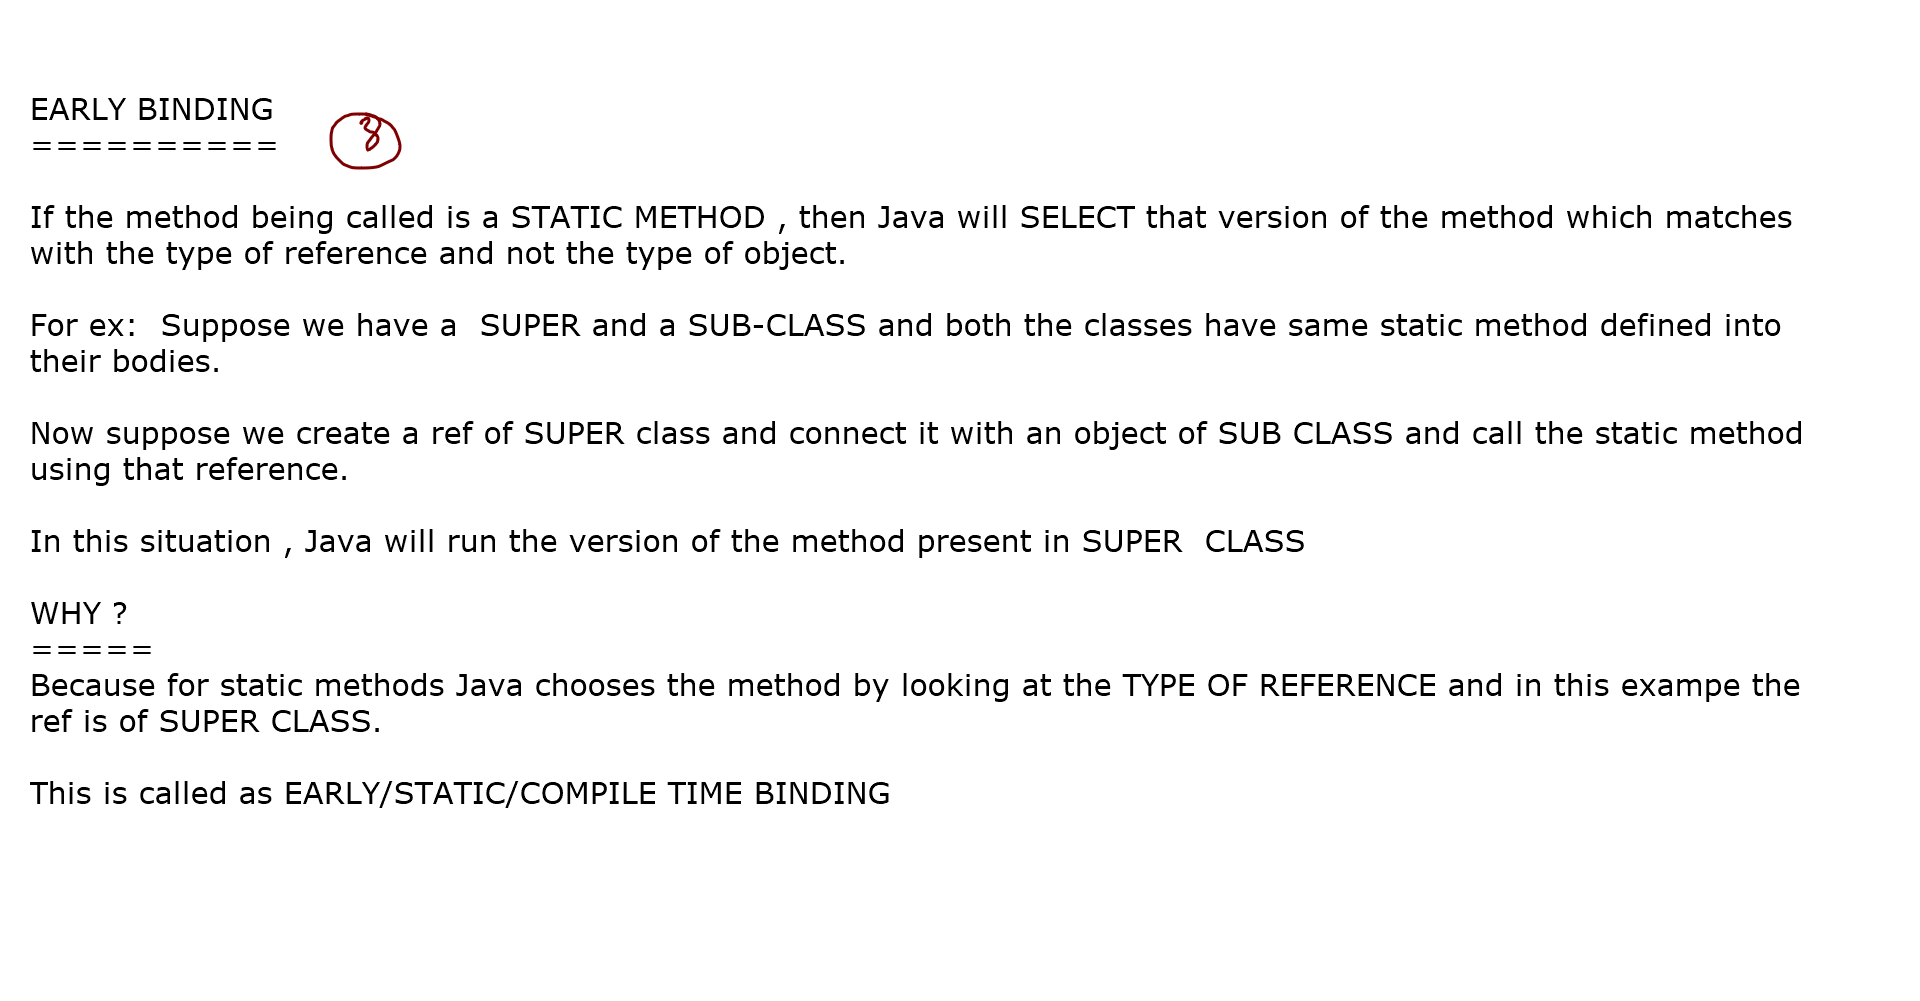 EARLY BINDING
==========
If the method being called is a STATIC METHOD , then Java will SELECT that version of the method which matches
with the type of reference and not the type of object.
For ex:  Suppose we have a  SUPER and a SUB-CLASS and both the classes have same static method defined into
their bodies.
Now suppose we create a ref of SUPER class and connect it with an object of SUB CLASS and call the static method
using that reference.
In this situation , Java will run the version of the method present in SUPER  CLASS
WHY ?
=====
Because for static methods Java chooses the method by looking at the TYPE OF REFERENCE and in this exampe the
ref is of SUPER CLASS.
This is called as EARLY/STATIC/COMPILE TIME BINDING